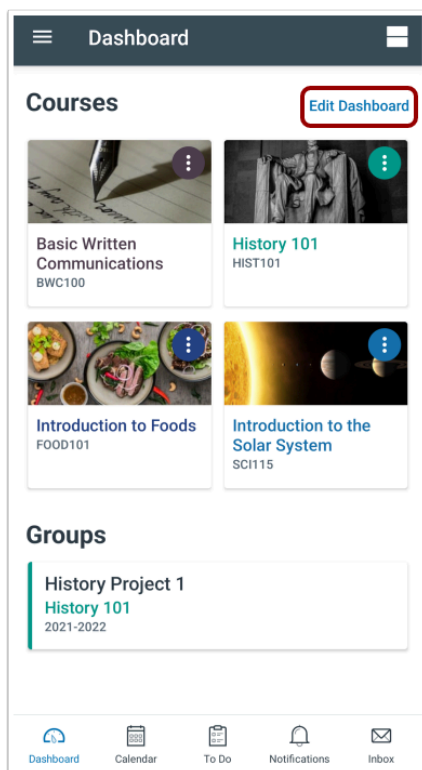 Dashboard
Courses
Edit Dashboard
Basic Written
Communications
BWC100
History 101
HIST101
Introduction to Foods
FOOD101
Introduction to the
Solar System
SCI115
Groups
History Project 1
History 101
2021-2022
Dashboard
Calendar
To Do
Notifications
Inbox